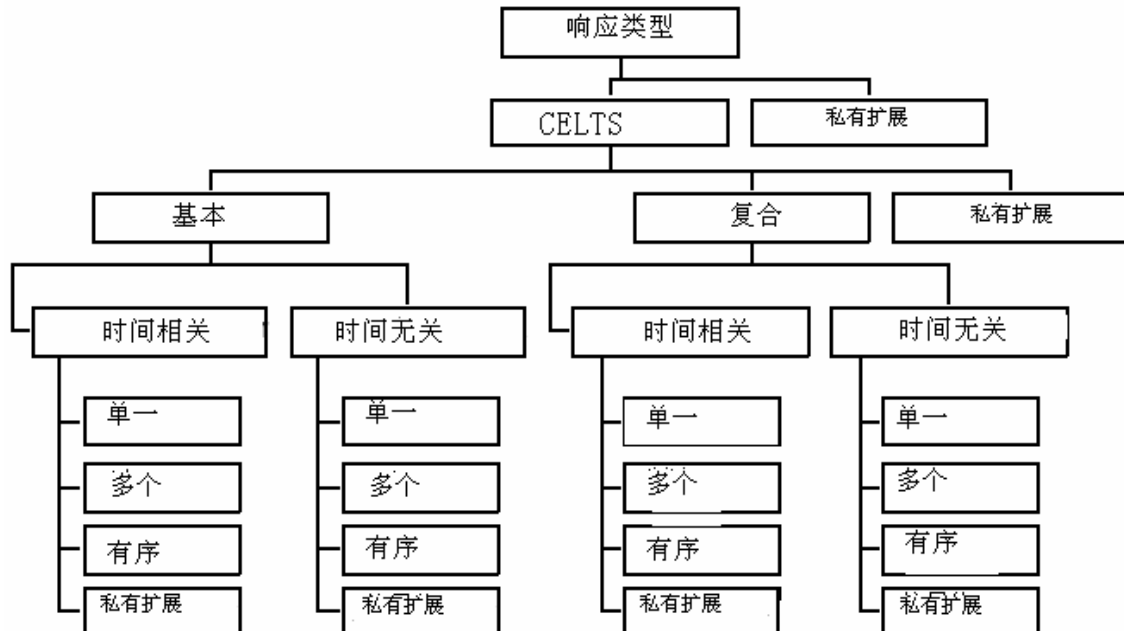 响应类型
CELTS
私有扩展
基本
复合
私有扩展
时间相关
时间无关
时间相关
时间无关
单一
单一
单一
单一
多个
多个
多个
多个
有序
有序
有序
有序
私有扩展
私有扩展
私有扩展
私有扩展